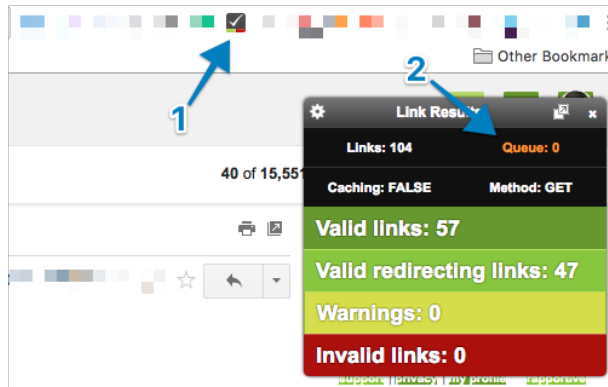 1
2
Other Bookmark
Link Results
Links: 104
Queue: 0
40 of 15,551
Caching: FALSE
Method: GET
Valid links: 57
Valid redirecting links: 47
Warnings: 0
Invalid links: 0
support | privacy | my profile
rapportive